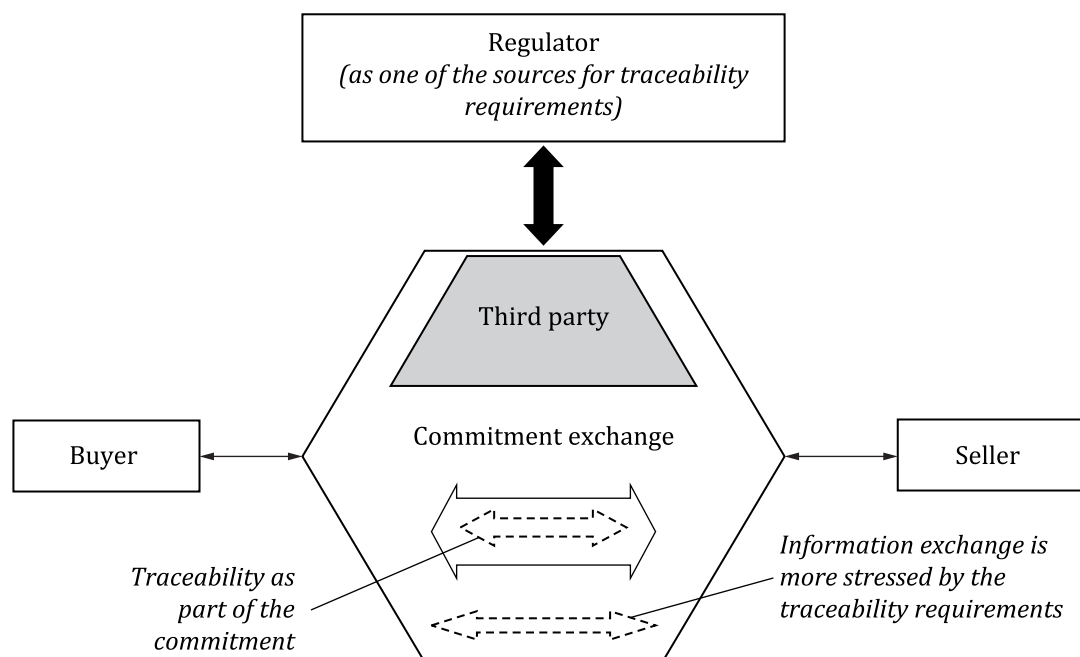 Regulator
(as one of the sources for traceability
requirements)
Third party
Commitment exchange
Buyer
Seller
Traceability as
part of the
commitment
Information exchange is
more stressed by the
traceability requirements